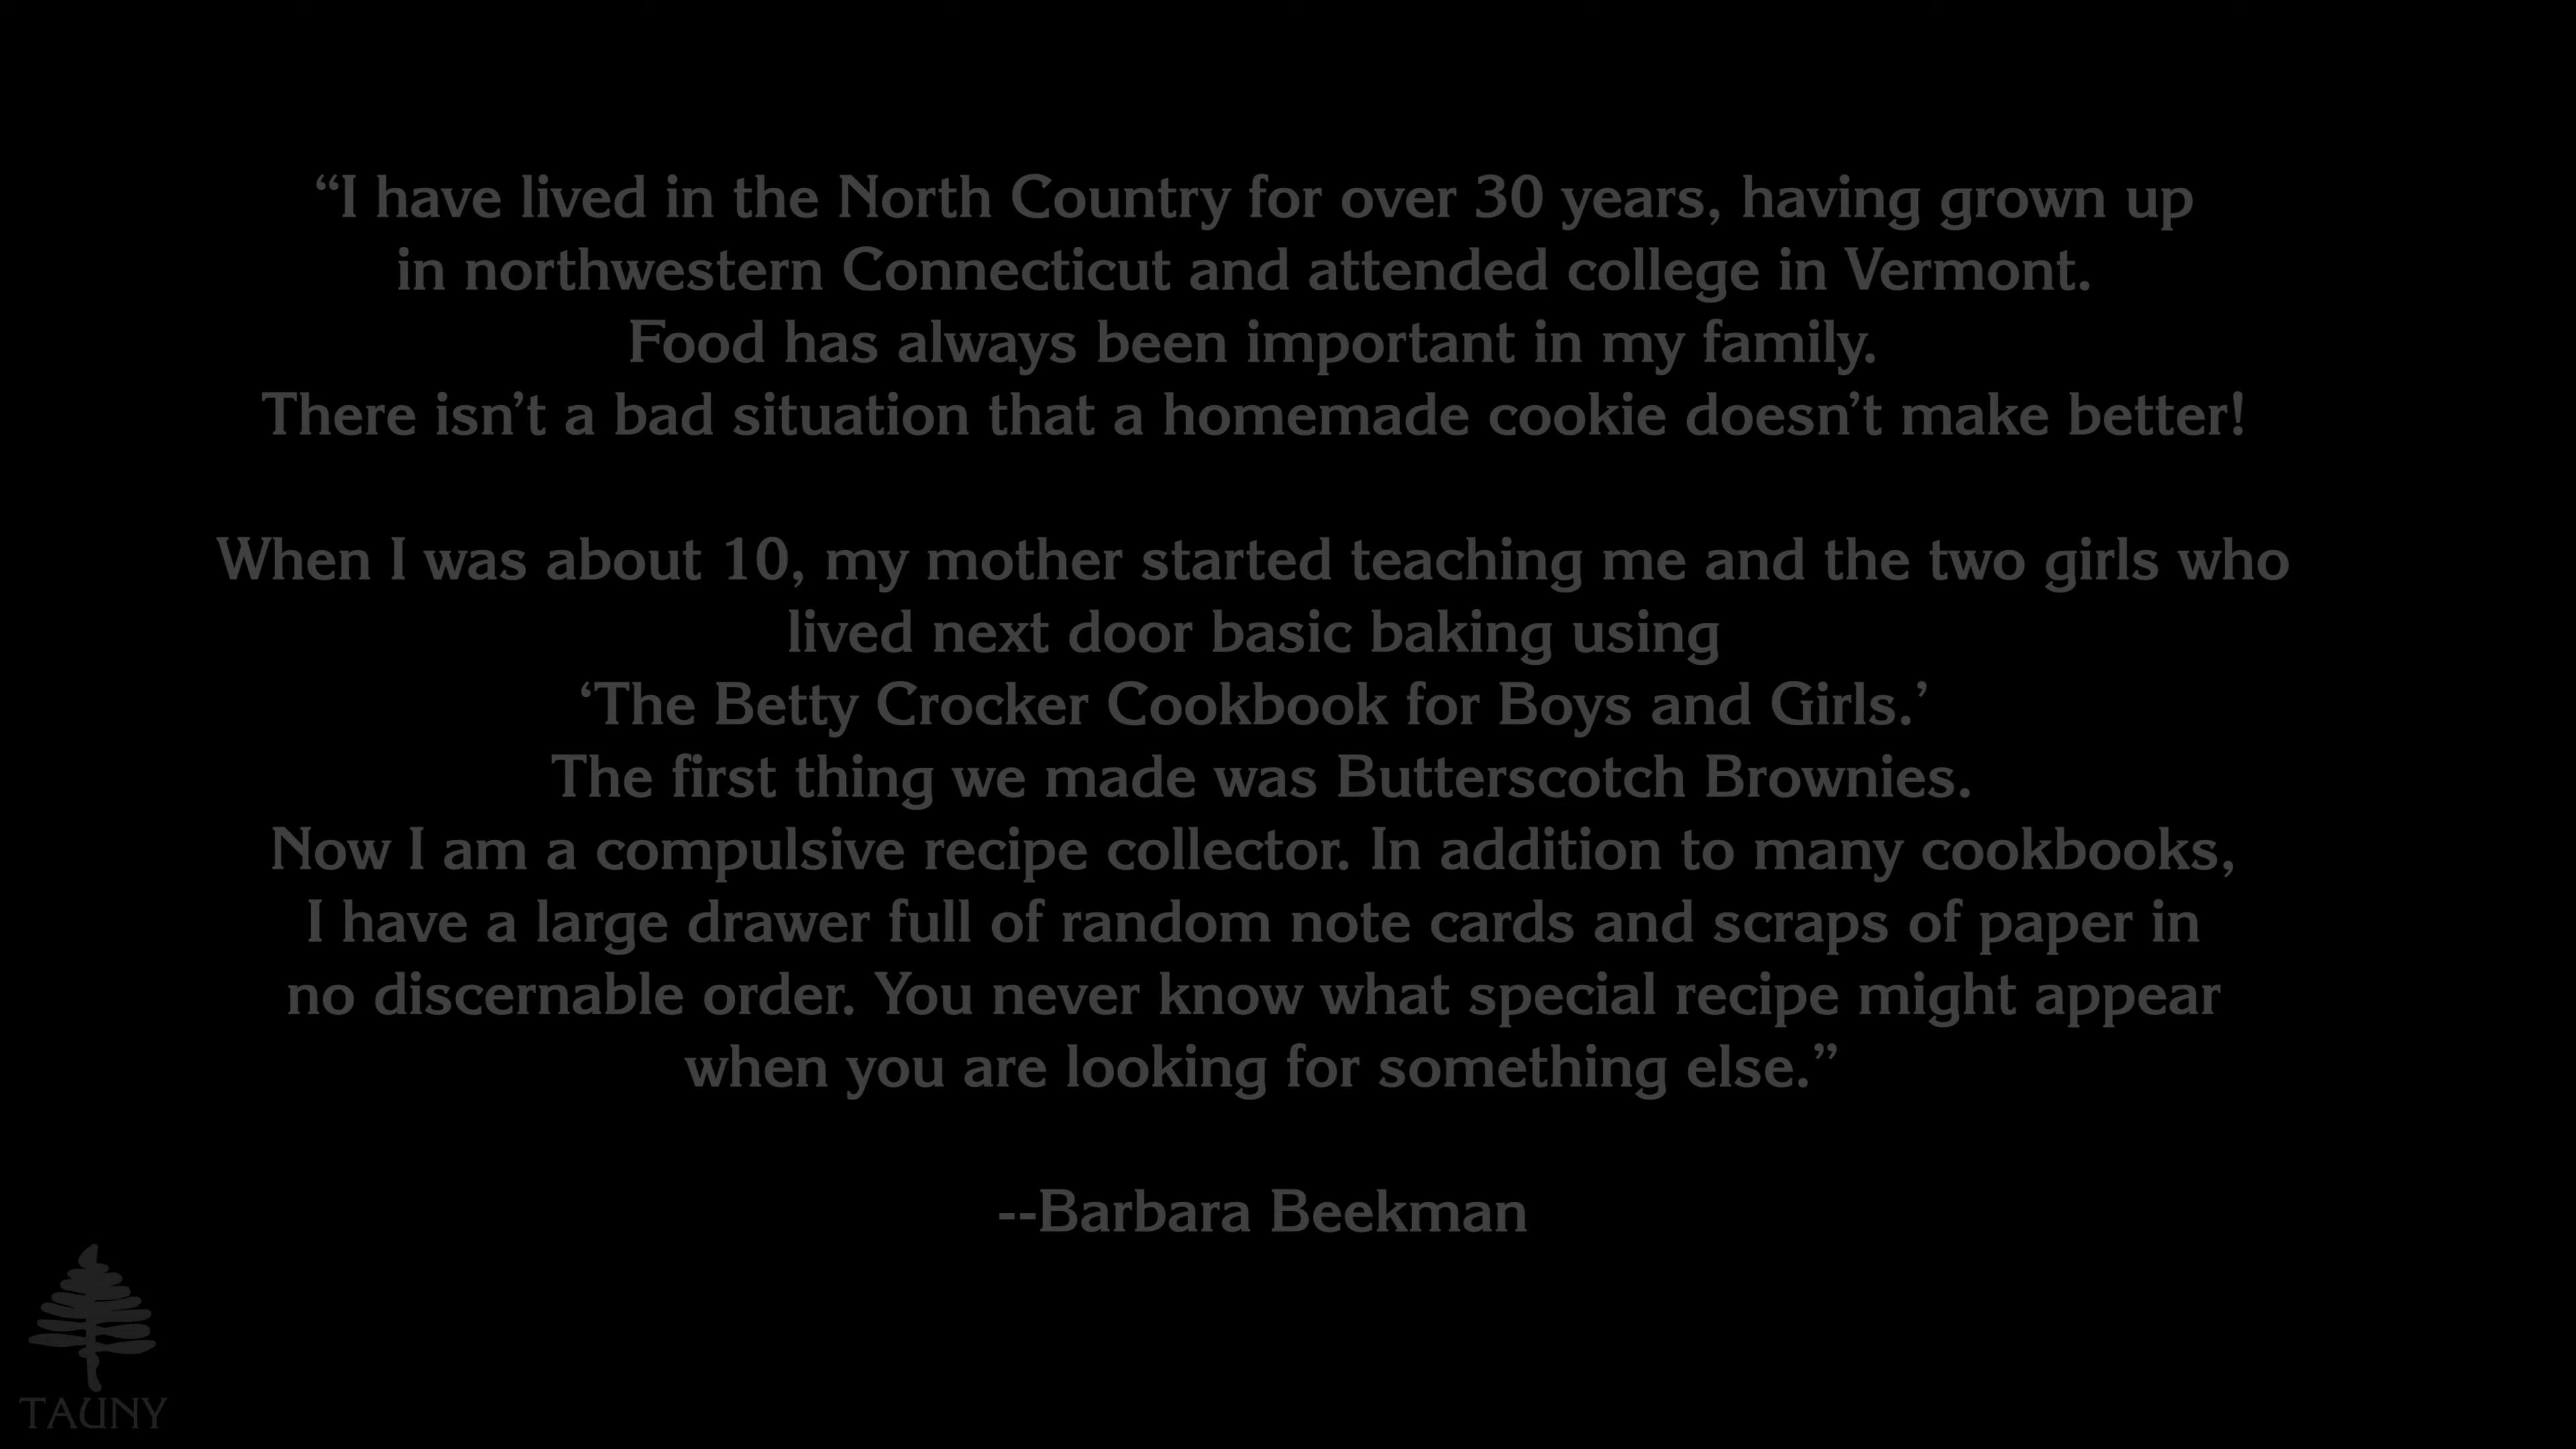 “I have lived in the North Country for over 30 years, having grown up
in northwestern Connecticut and attended college in Vermont.
Food has always been important in my family.
There isn’t a bad situation that a homemade cookie doesn’t make better!
When I was about 10, my mother started teaching me and the two girls who
lived next door basic baking using
‘The Betty Crocker Cookbook for Boys and Girls.’
The first thing we made was Butterscotch Brownies.
Now I am a compulsive recipe collector. In addition to many cookbooks,
I have a large drawer full of random note cards and scraps of paper in
no discernable order. You never know what special recipe might appear
when you are looking for something else.”
--Barbara Beekman
TAUNY